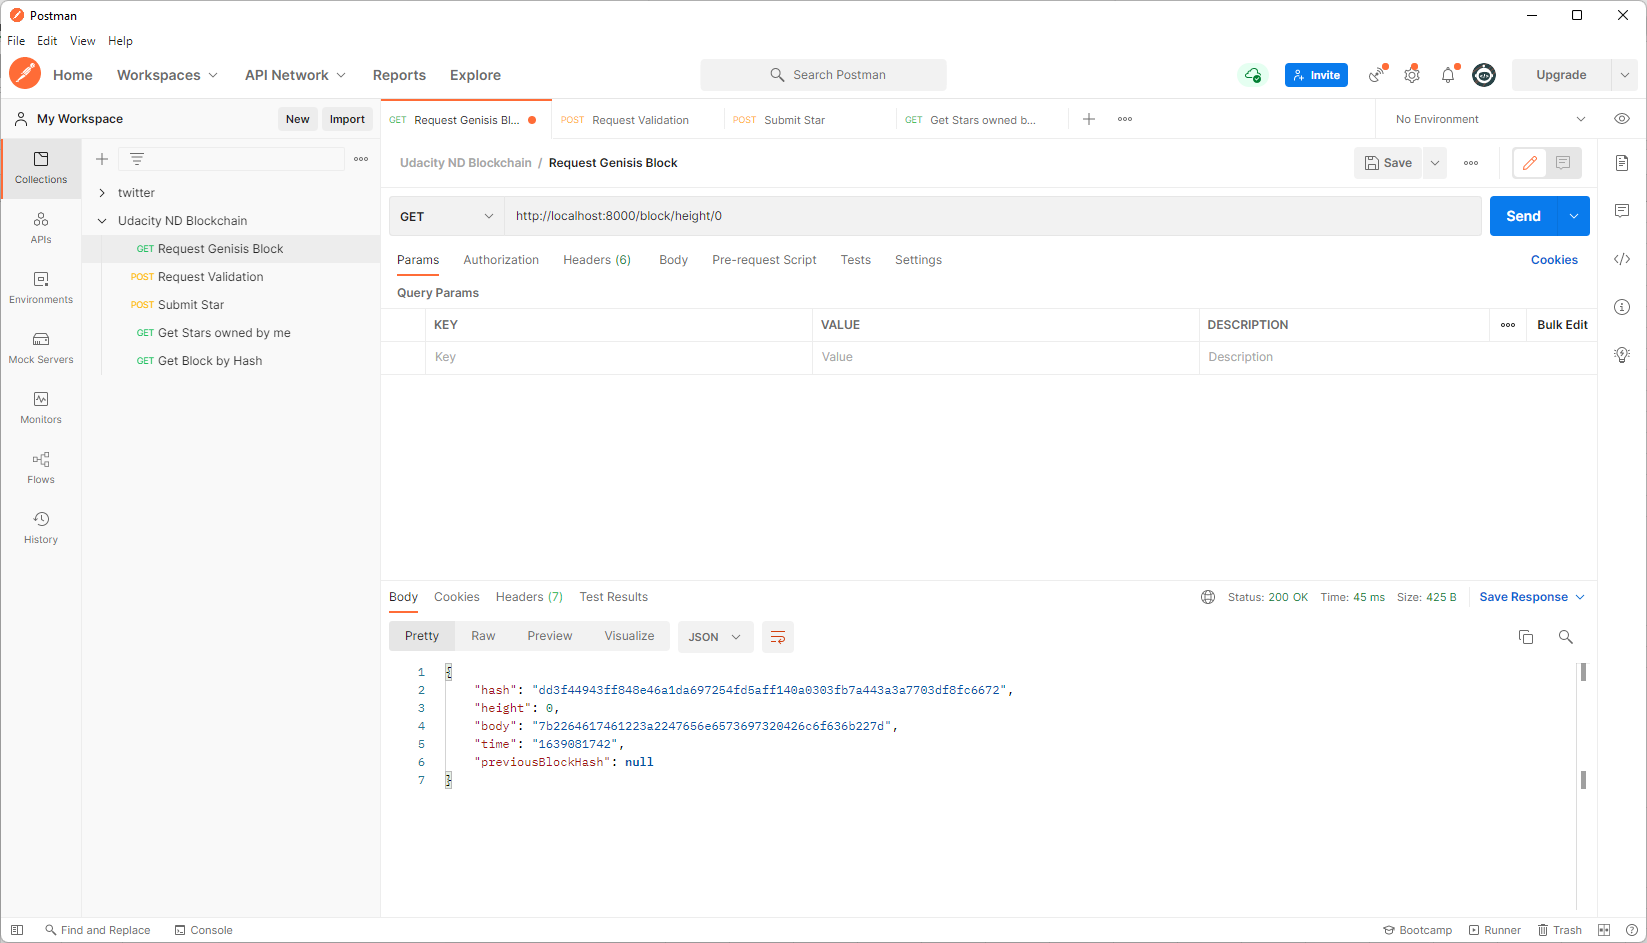 Postman
File Edit View Help
Home Workspaces API Network Reports Explore Search Postman Invite Upgrade
My Workspace New Import
GET Request Genisis Bl... POST Request Validation POST Submit Star GET Get Stars owned b... No Environment
Collections
APIs
Environments
Mock Servers
Monitors
Flows
History
twitter
Udacity ND Blockchain
GET Request Genisis Block
POST Request Validation
POST Submit Star
GET Get Stars owned by me
GET Get Block by Hash
Udacity ND Blockchain / Request Genisis Block Save
GET http://localhost:8000/block/height/0 Send
Params Authorization Headers (6) Body Pre-request Script Tests Settings Cookies
Query Params
KEY VALUE DESCRIPTION Bulk Edit
Key Value Description
Body Cookies Headers (7) Test Results Status: 200 OK Time: 45 ms Size: 425 B Save Response
Pretty Raw Preview Visualize JSON
1 {
2 "hash": "dd3f44943ff848e46a1da697254fd5aff140a0303fb7a443a3a7703df8fc6672",
3 "height": 0,
4 "body": "7b2264617461223a2247656e6573697320426c6f636b227d",
5 "time": "1639081742",
6 "previousBlockHash": null
7 }
Find and Replace Console Bootcamp Runner Trash